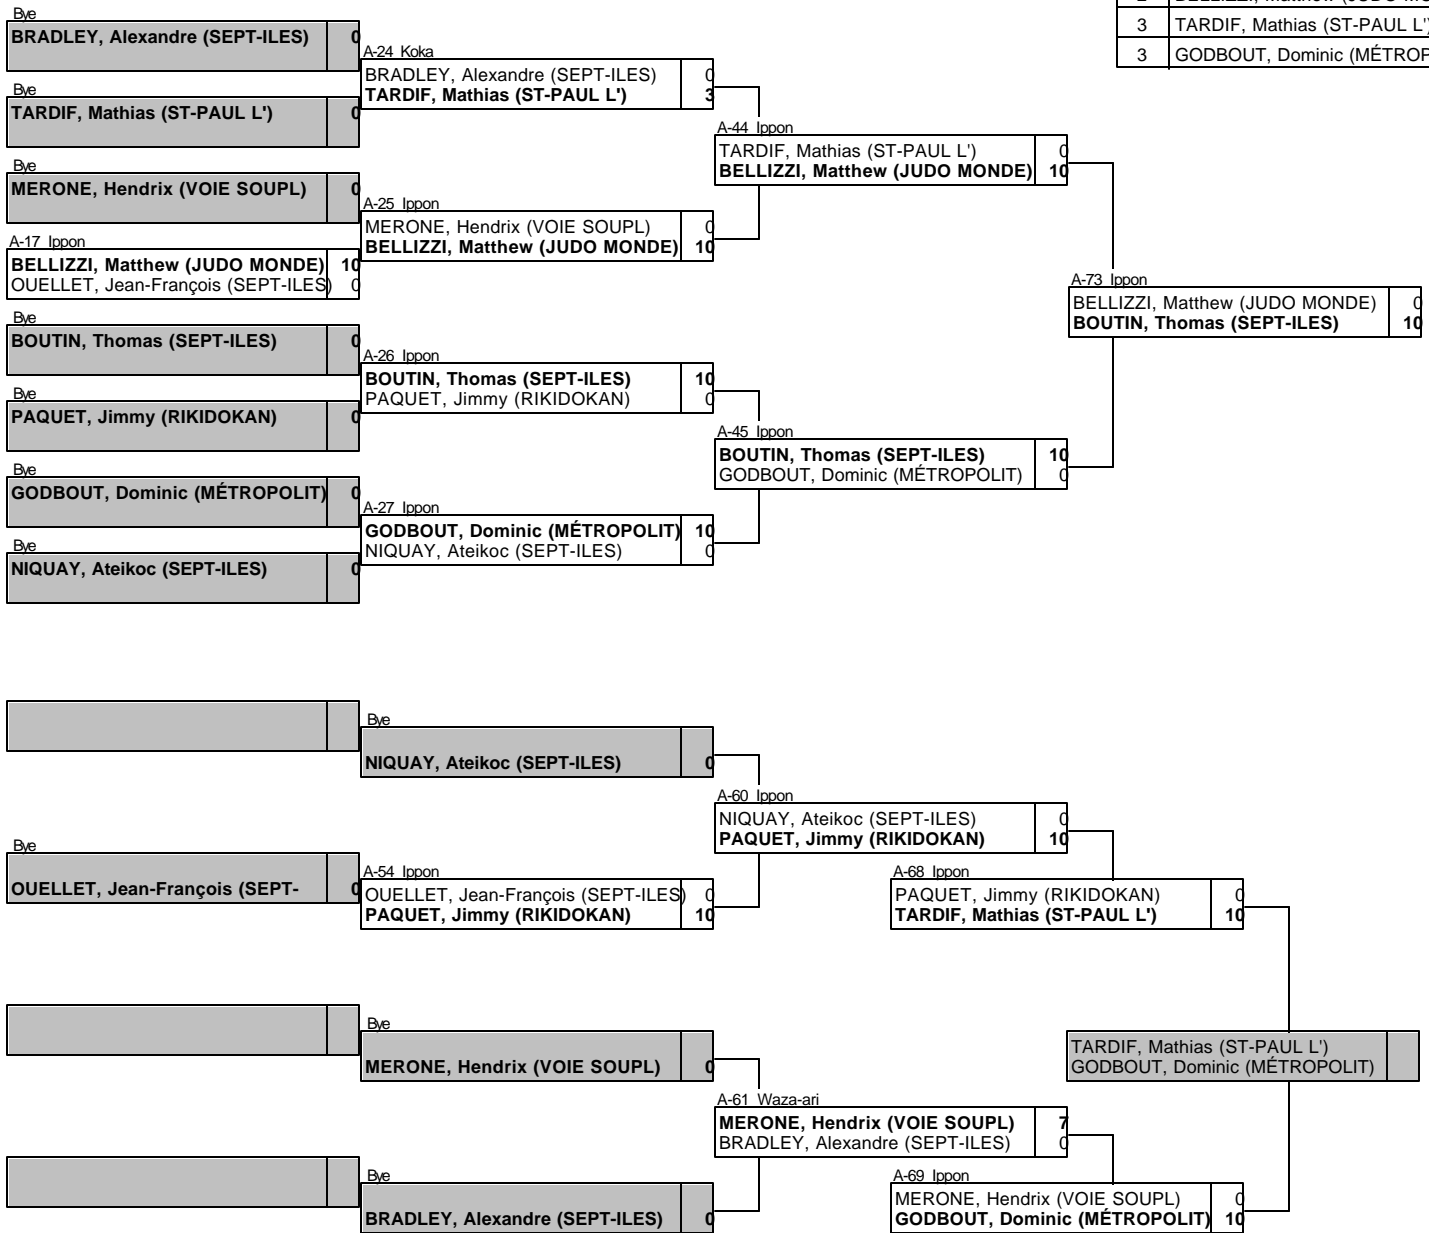 BELLIZZI, Matthew
3 TARDIF, Mathias (ST-PAUL L')
3 GODBOUT, Dominic
Bye
BRADLEY, Alexandre (SEPT-ILES) 0
Bye
TARDIF, Mathias (ST-PAUL L') 0
Bye
MERONE, Hendrix (VOIE SOUPL) 0
A-17 Ippon
BELLIZZI, Matthew (JUDO MONDE) 10
OUELLET, Jean-François (SEPT-ILES) 0
Bye
BOUTIN, Thomas (SEPT-ILES) 0
Bye
PAQUET, Jimmy (RIKIDOKAN) 0
Bye
GODBOUT, Dominic (MÉTROPOLIT) 0
Bye
NIQUAY, Ateikoc (SEPT-ILES) 0
A-24 Koka
BRADLEY, Alexandre (SEPT-ILES) 0
TARDIF, Mathias (ST-PAUL L') 3
A-25 Ippon
MERONE, Hendrix (VOIE SOUPL) 0
BELLIZZI, Matthew (JUDO MONDE) 10
A-26 Ippon
BOUTIN, Thomas (SEPT-ILES) 10
PAQUET, Jimmy (RIKIDOKAN) 0
A-27 Ippon
GODBOUT, Dominic (MÉTROPOLIT) 10
NIQUAY, Ateikoc (SEPT-ILES) 0
A-44 Ippon
TARDIF, Mathias (ST-PAUL L') 0
BELLIZZI, Matthew (JUDO MONDE) 10
A-45 Ippon
BOUTIN, Thomas (SEPT-ILES) 10
GODBOUT, Dominic (MÉTROPOLIT) 0
A-73 Ippon
BELLIZZI, Matthew (JUDO MONDE) 0
BOUTIN, Thomas (SEPT-ILES) 10
Bye
OUELLET, Jean-François (SEPT- 0
Bye
NIQUAY, Ateikoc (SEPT-ILES) 0
A-54 Ippon
OUELLET, Jean-François (SEPT-ILES) 0
PAQUET, Jimmy (RIKIDOKAN) 10
Bye
MERONE, Hendrix (VOIE SOUPL) 0
Bye
BRADLEY, Alexandre (SEPT-ILES) 0
A-60 Ippon
NIQUAY, Ateikoc (SEPT-ILES) 0
PAQUET, Jimmy (RIKIDOKAN) 10
A-61 Waza-ari
MERONE, Hendrix (VOIE SOUPL) 7
BRADLEY, Alexandre (SEPT-ILES) 0
A-68 Ippon
PAQUET, Jimmy (RIKIDOKAN) 0
TARDIF, Mathias (ST-PAUL L') 10
A-69 Ippon
MERONE, Hendrix (VOIE SOUPL) 0
GODBOUT, Dominic (MÉTROPOLIT) 10
TARDIF, Mathias (ST-PAUL L')
GODBOUT, Dominic (MÉTROPOLIT)